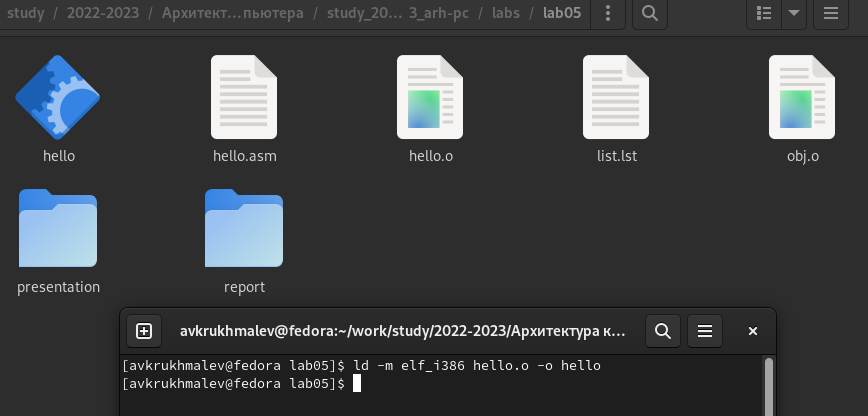 study / 2022-2023 / Архитект...пьютера / study_20... 3_arh-pc / labs / lab05
hello hello.asm hello.o list.lst obj.o
presentation report
avkrukhmalev@fedora:~/work/study/2022-2023/Архитектура к...
[avkrukhmalev@fedora lab05]$ ld -m elf_i386 hello.o -o hello
[avkrukhmalev@fedora lab05]$